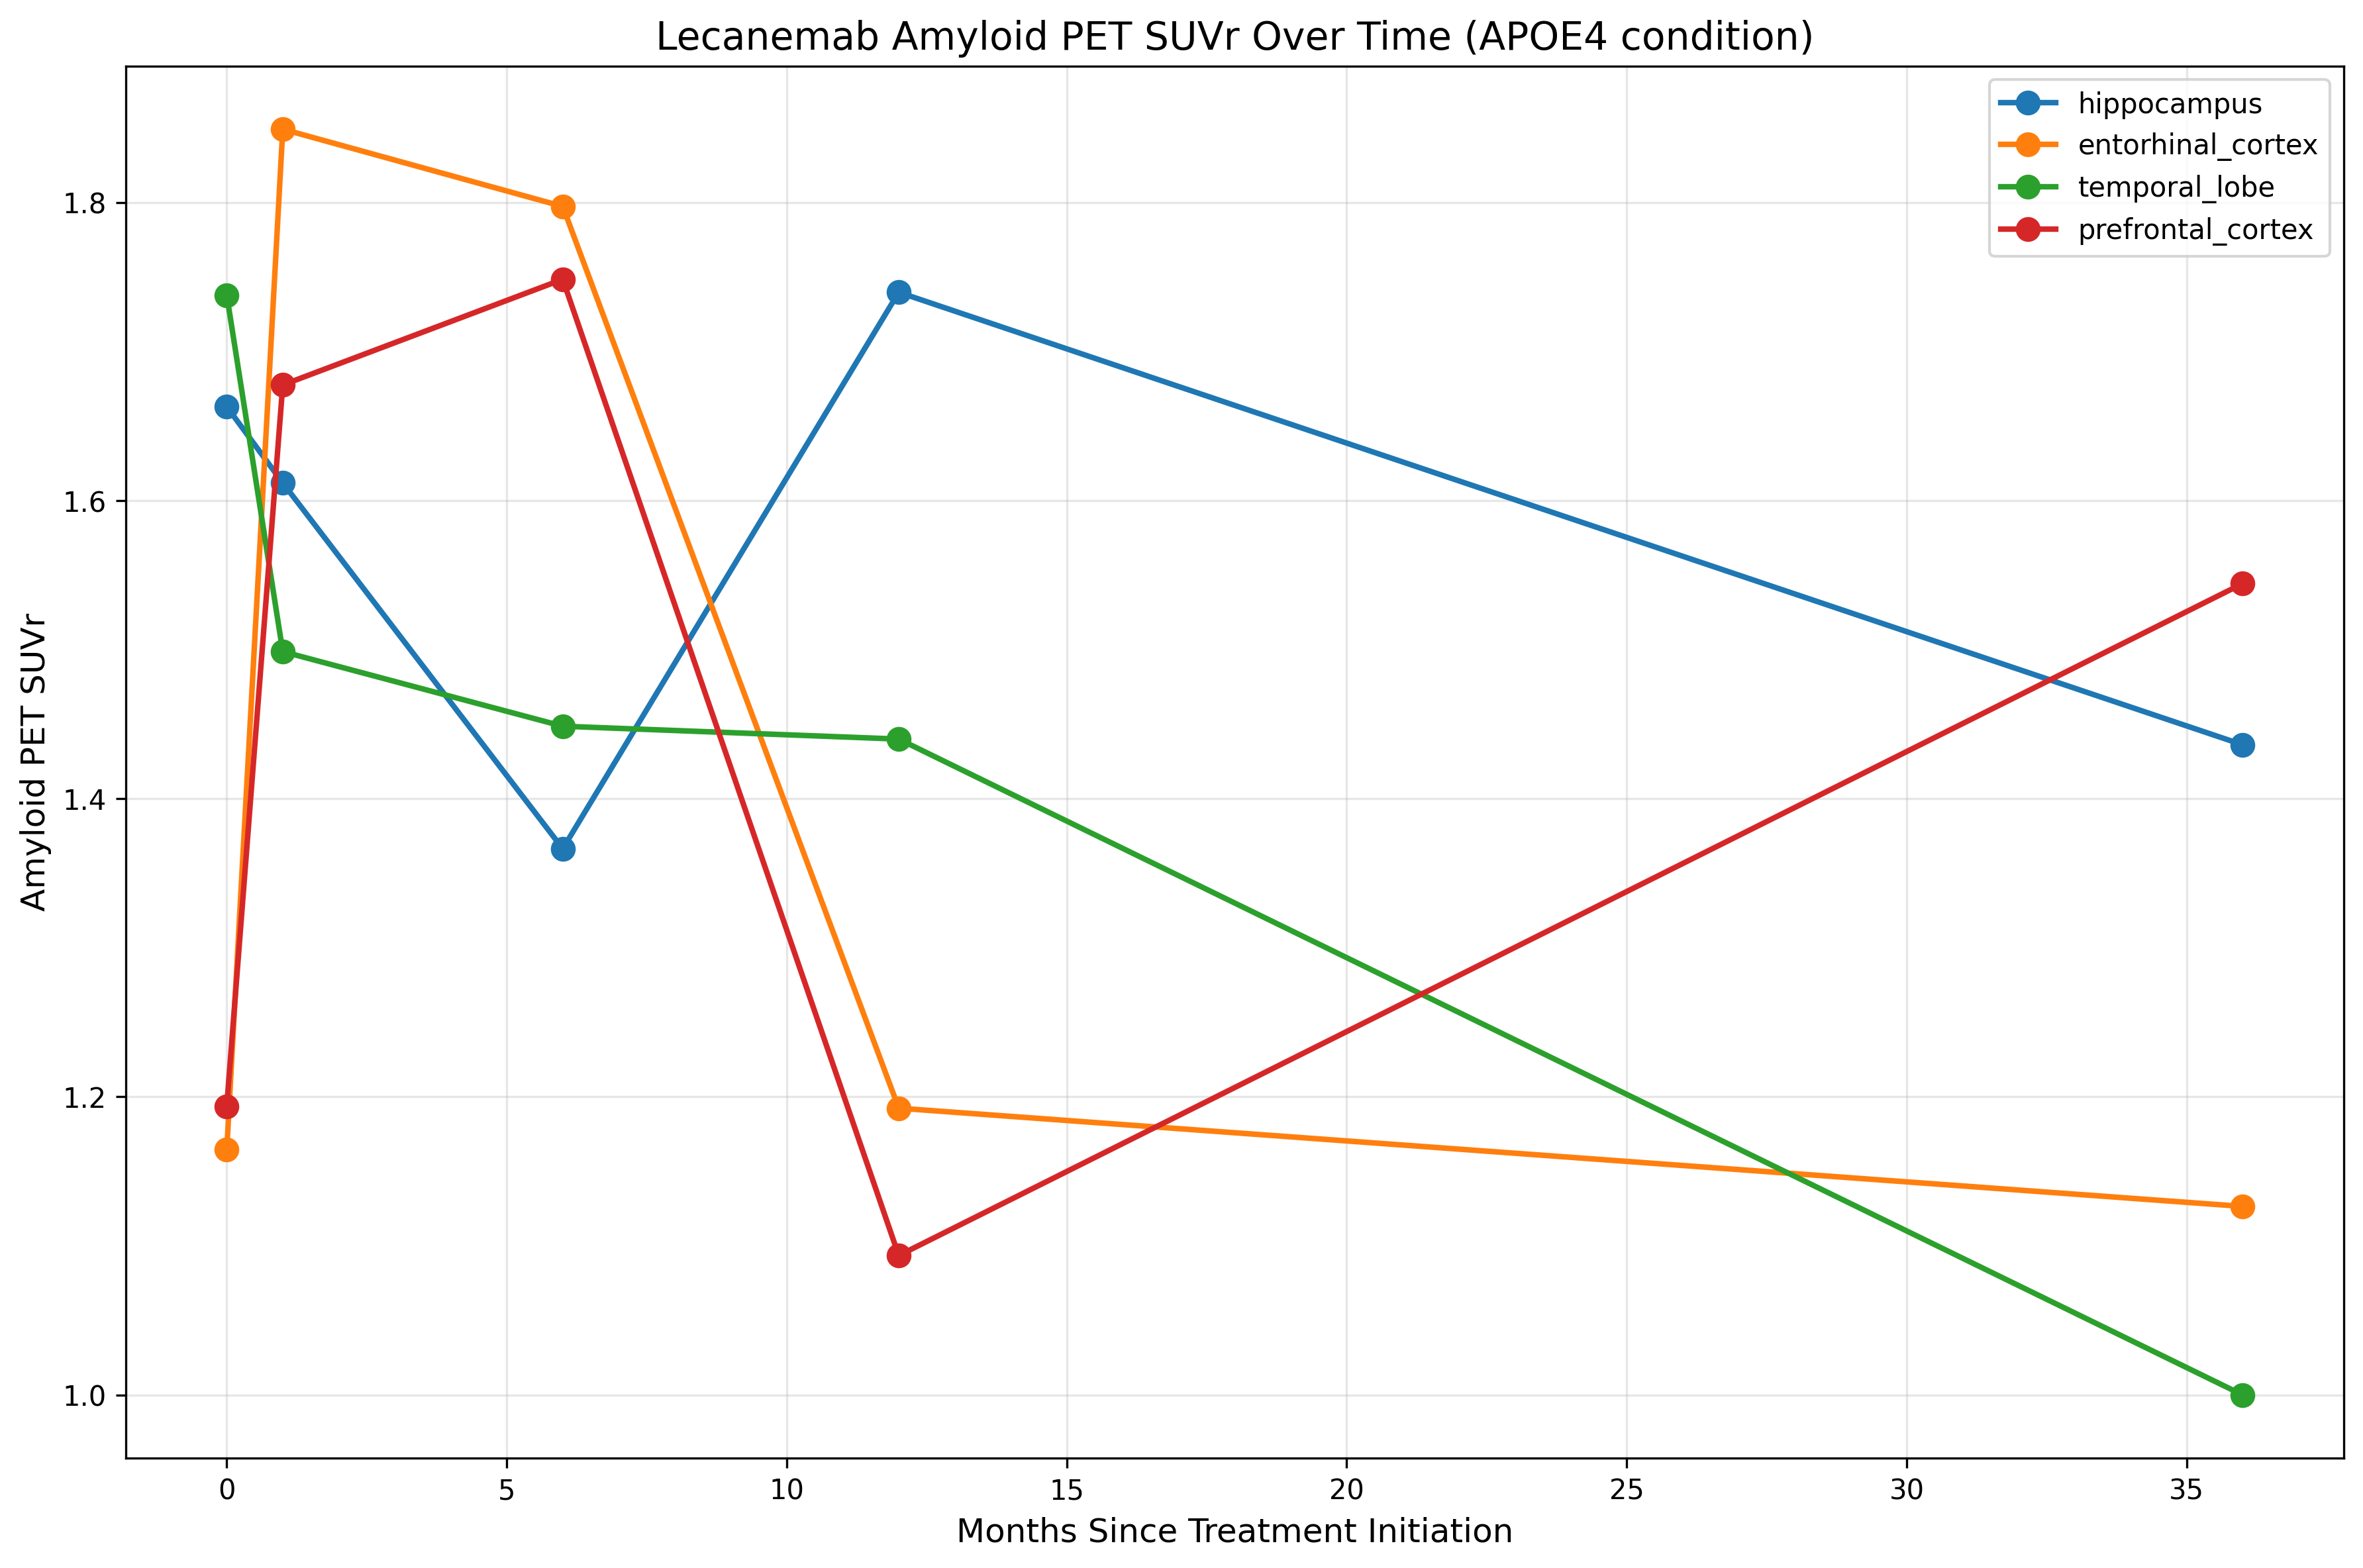 Lecanemab Amyloid PET SUVr Over Time (APOE4 condition)
hippocampus
entorhinal_cortex
temporal_lobe
prefrontal_cortex
Amyloid PET SUVr
1.8
1.6
1.4
1.2
1.0
0 5 10 15 20 25 30 35
Months Since Treatment Initiation